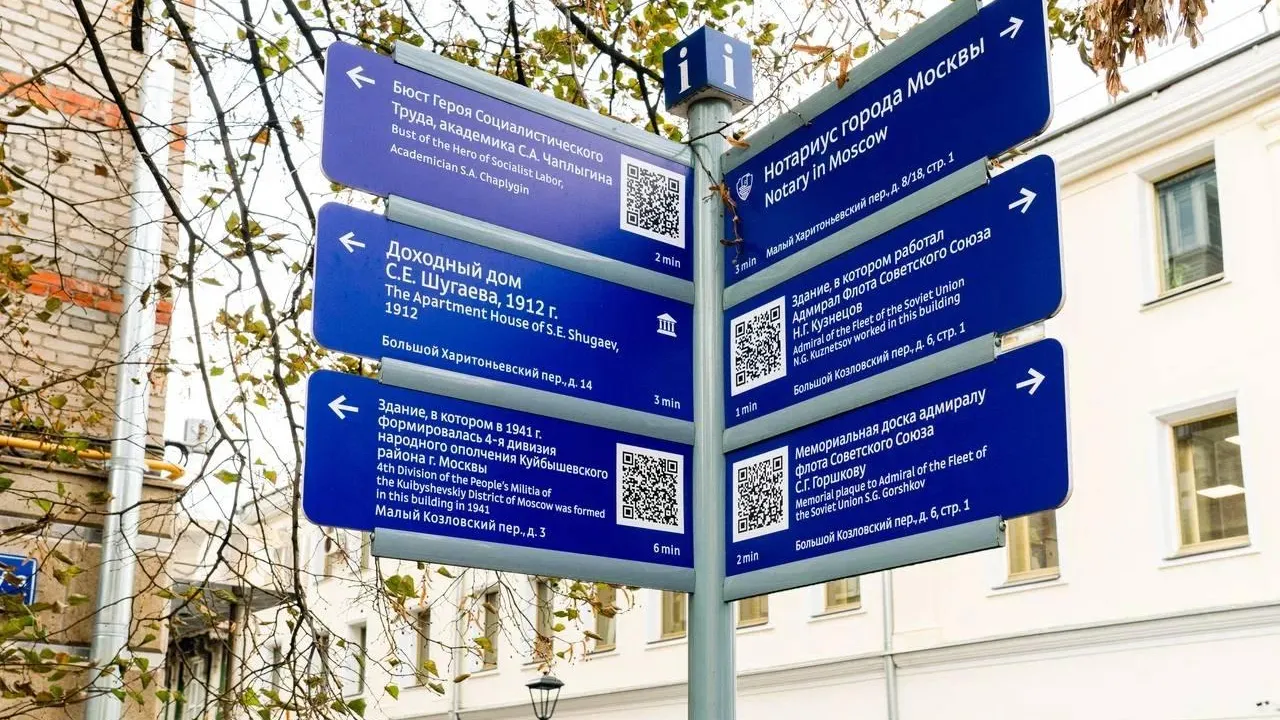 i i
Бюст Героя Социалистического
Труда, академика С.А. Чаплыгина
Bust of the Hero of Socialist Labor,
Academician S.A. Chaplygin
2 min
Доходный дом
С.Е. Шугаева, 1912 г.
The Apartment House of S.E. Shugaev,
1912
Большой Харитоньевский пер., д. 14
3 min
Здание, в котором в 1941 г.
формировалась 4-я дивизия
народного ополчения Куйбышевского
района г. Москвы
4th Division of the People's Militia of
the Kuibyshevskiy District of Moscow was formed
in this building in 1941
Малый Козловский пер., д. 3
6 min
Нотариус города Москвы
Notary in Moscow
Малый Харитоньевский пер., д. 8/18, стр. 1
3 min
Здание, в котором работал
Адмирал флота Советского Союза
Н.Г. Кузнецов
Admiral of the Fleet of the Soviet Union
N.G. Kuznetsov worked in this building
Большой Козловский пер., д. 6, стр. 1
1 min
Мемориальная доска адмиралу
флота Советского Союза
С.Г. Горшкову
Memorial plaque to Admiral of the Fleet of
the Soviet Union S.G. Gorshkov
Большой Козловский пер., д. 6, стр. 1
2 min